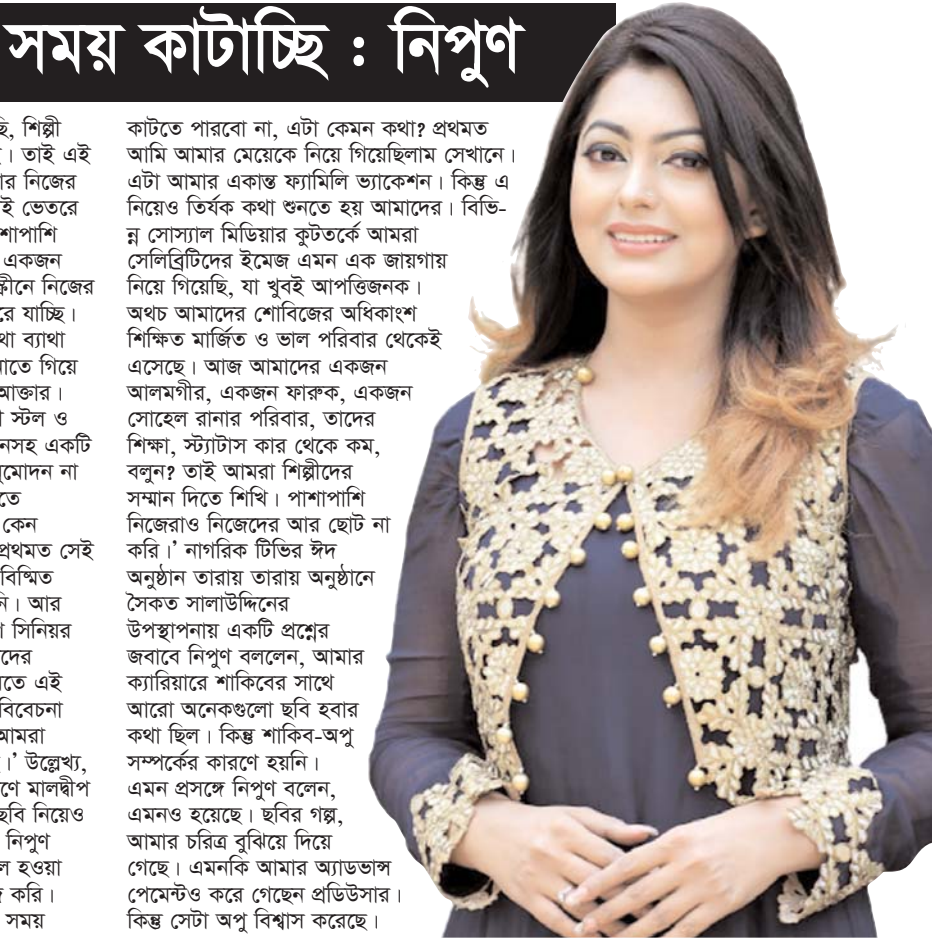 সময় কাটাচ্ছি : নিপুণ
ছি, শিল্পী
। তাই এই
ার নিজের
ই ভেতরে
শাপাশি
একজন
স্ক্রীনে নিজের
রে যাচ্ছি।
থা ব্যাথা
াতে গিয়ে
আক্তার।
স্টল ও
নসহ একটি
ুমোদন না
তে
কেন
প্রথমত সেই
বিষ্মিত
নি। আর
সিনিয়র
দের
তে এই
বিবেচনা
আমরা
।’ উল্লেখ্য,
ণে মালদ্বীপ
ছবি নিয়েও
নিপুণ
ল হওয়া
করি।
সময়
কাটতে পারবো না, এটা কেমন কথা? প্রথমত
আমি আমার মেয়েকে নিয়ে গিয়েছিলাম সেখানে।
এটা আমার একান্ত ফ্যামিলি ভ্যাকেশন। কিন্তু এ
নিয়েও তির্যক কথা শুনতে হয় আমাদের। বিভি-
ন্ন সোস্যাল মিডিয়ার কুটতর্কে আমরা
সেলিব্রিটিদের ইমেজ এমন এক জায়গায়
নিয়ে গিয়েছি, যা খুবই আপত্তিজনক।
অথচ আমাদের শোবিজের অধিকাংশ
শিক্ষিত মার্জিত ও ভাল পরিবার থেকেই
এসেছে। আজ আমাদের একজন
আলমগীর, একজন ফারুক, একজন
সোহেল রানার পরিবার, তাদের
শিক্ষা, স্ট্যাটাস কার থেকে কম,
বলুন? তাই আমরা শিল্পীদের
সম্মান দিতে শিখি। পাশাপাশি
নিজেরাও নিজেদের আর ছোট না
করি।’ নাগরিক টিভির ঈদ
অনুষ্ঠান তারায় তারায় অনুষ্ঠানে
সৈকত সালাউদ্দিনের
উপস্থাপনায় একটি প্রশ্নের
জবাবে নিপুণ বললেন, আমার
ক্যারিয়ারে শাকিবের সাথে
আরো অনেকগুলো ছবি হবার
কথা ছিল। কিন্তু শাকিব-অপু
সম্পর্কের কারণে হয়নি।
এমন প্রসঙ্গে নিপুণ বলেন,
এমনও হয়েছে। ছবির গল্প,
আমার চরিত্র বুঝিয়ে দিয়ে
গেছে। এমনকি আমার অ্যাডভান্স
পেমেন্টও করে গেছেন প্রডিউসার।
কিন্তু সেটা অপু বিশ্বাস করেছে।